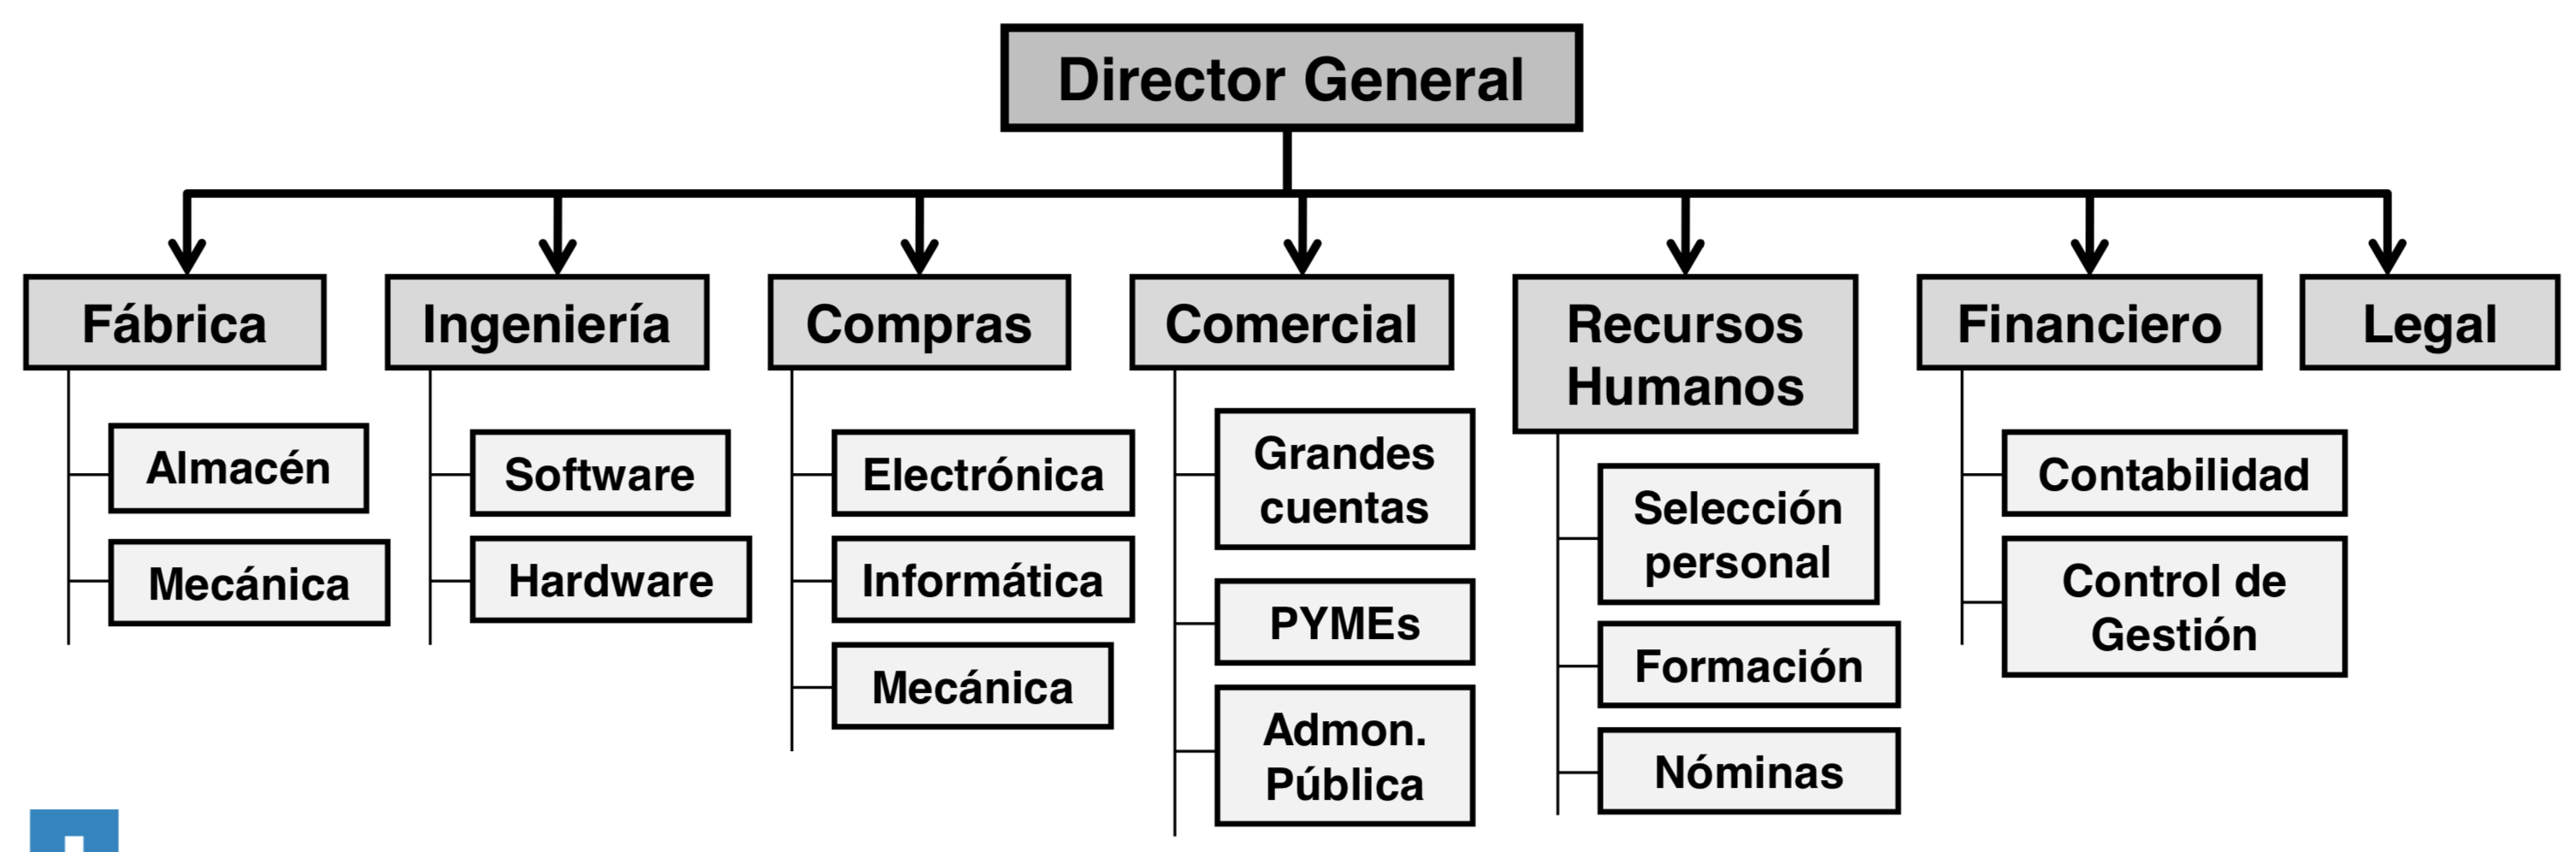 Director General
Fábrica
Ingeniería
Compras
Comercial
Recursos
Humanos
Financiero
Legal
Almacén
Mecánica
Software
Hardware
Electrónica
Informática
Mecánica
Grandes
cuentas
PYMEs
Admon.
Pública
Selección
personal
Formación
Nóminas
Contabilidad
Control de
Gestión